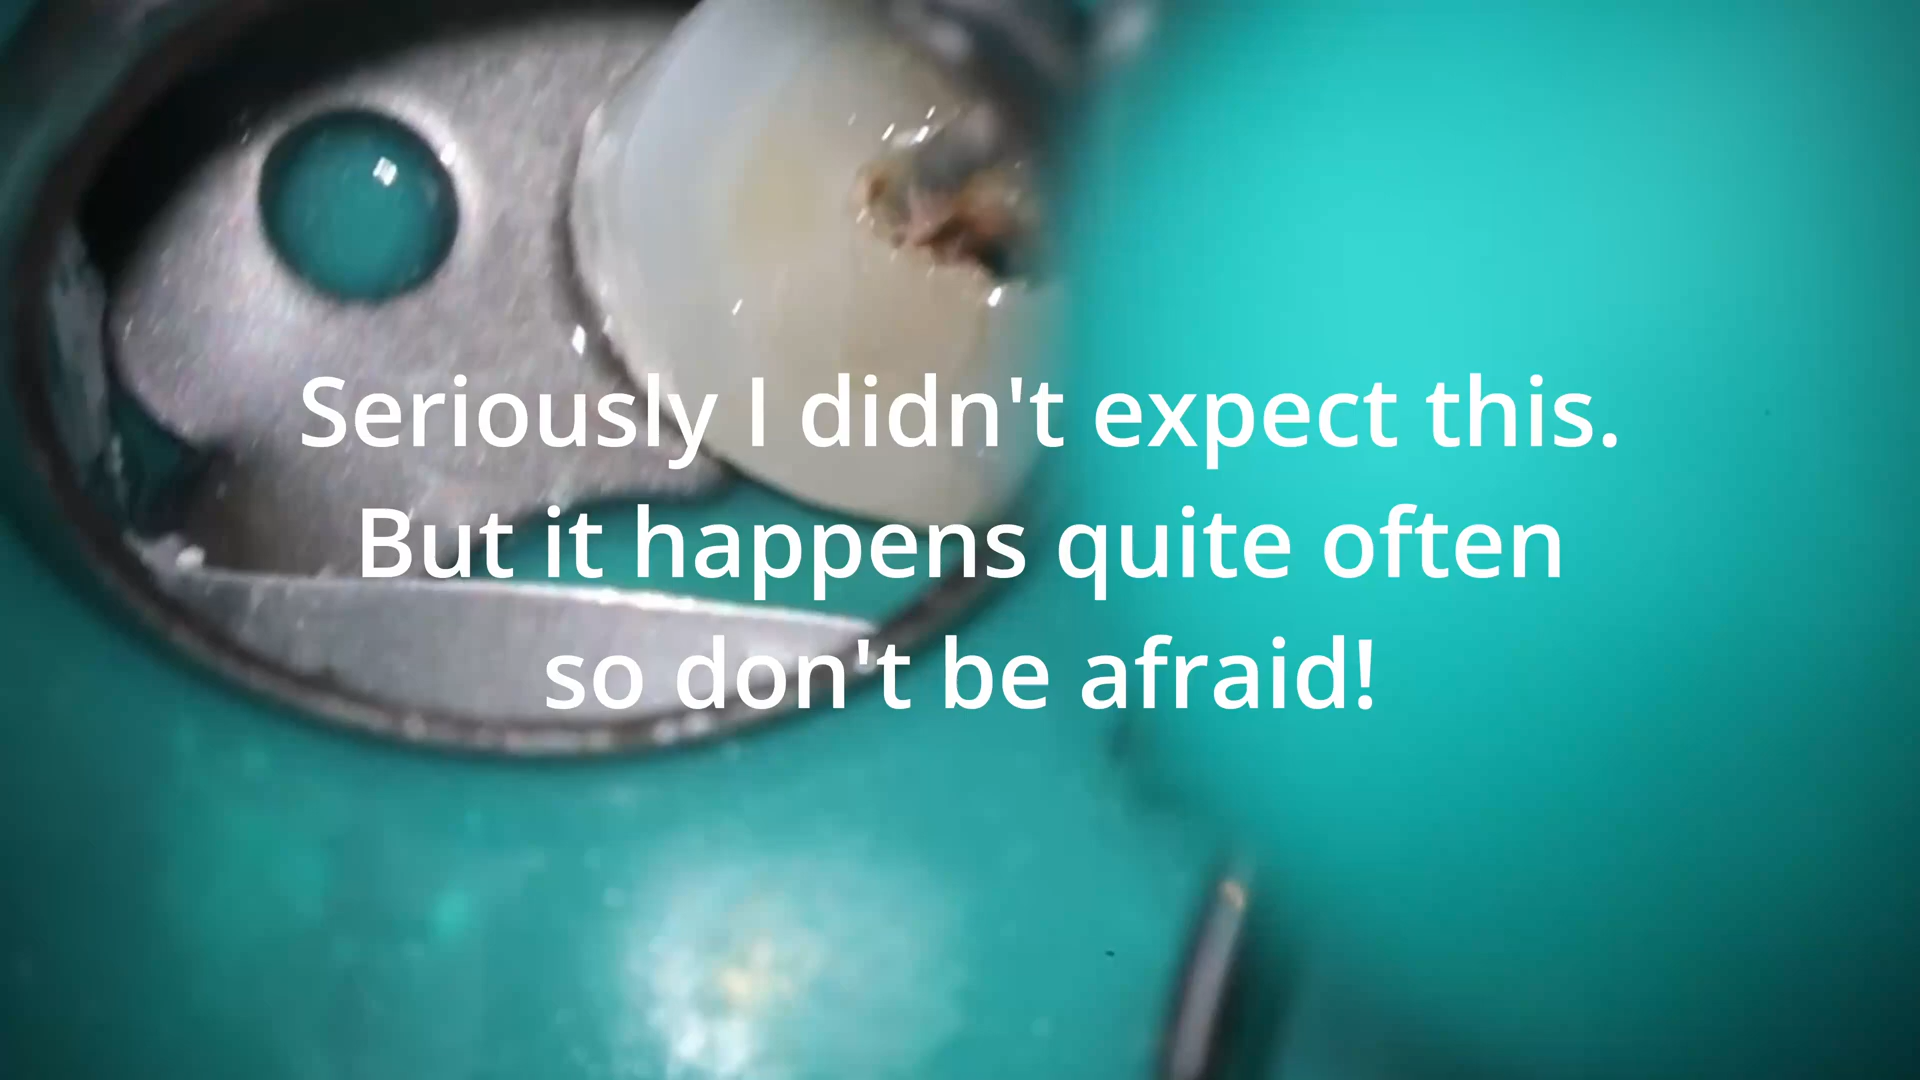 Seriously I didn't expect this.
But it happens quite often
so don't be afraid!